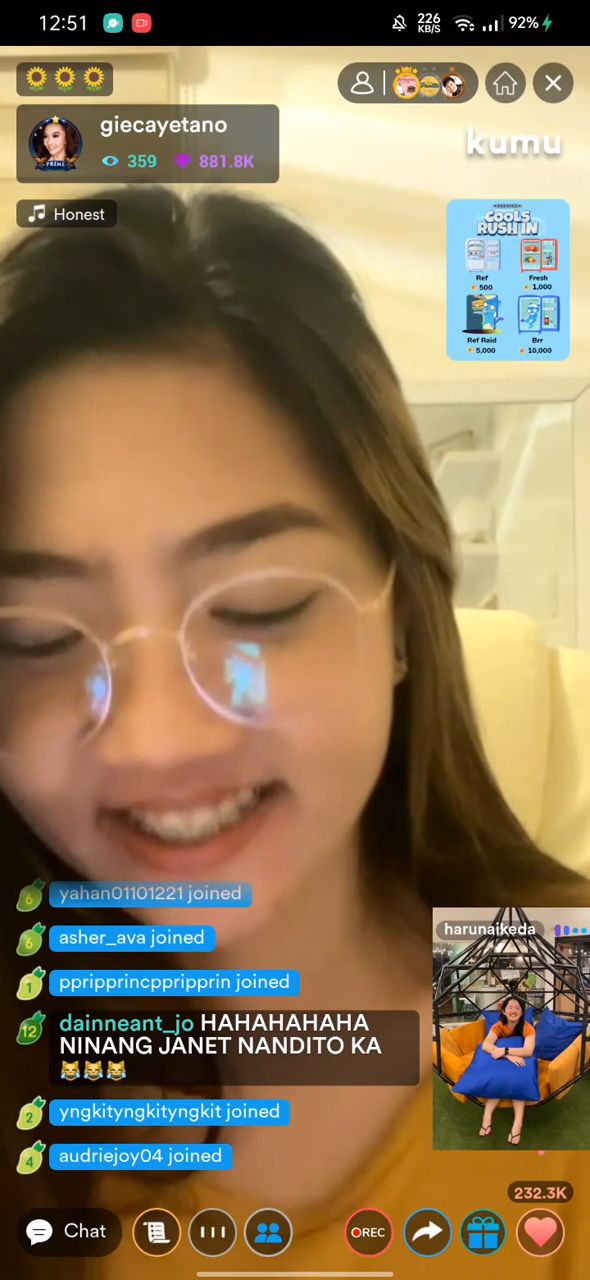 12:51
226
KB/S
92%
giecayetano
PRIME
359
881.8K
kumu
Honest
COOLS
RUSH IN
Ref
500
Fresh
1,000
Ref Raid
5,000
Brr
10,000
6
yahan01101221 joined
6
asher_ava joined
1
ppripprincppripprin joined
12
dainneant_jo HAHAHAHAHA
NINANG JANET NANDITO KA
😹😹😹
2
yngkityngkityngkit joined
4
audriejoy04 joined
harunaikeda
232.3K
Chat
REC